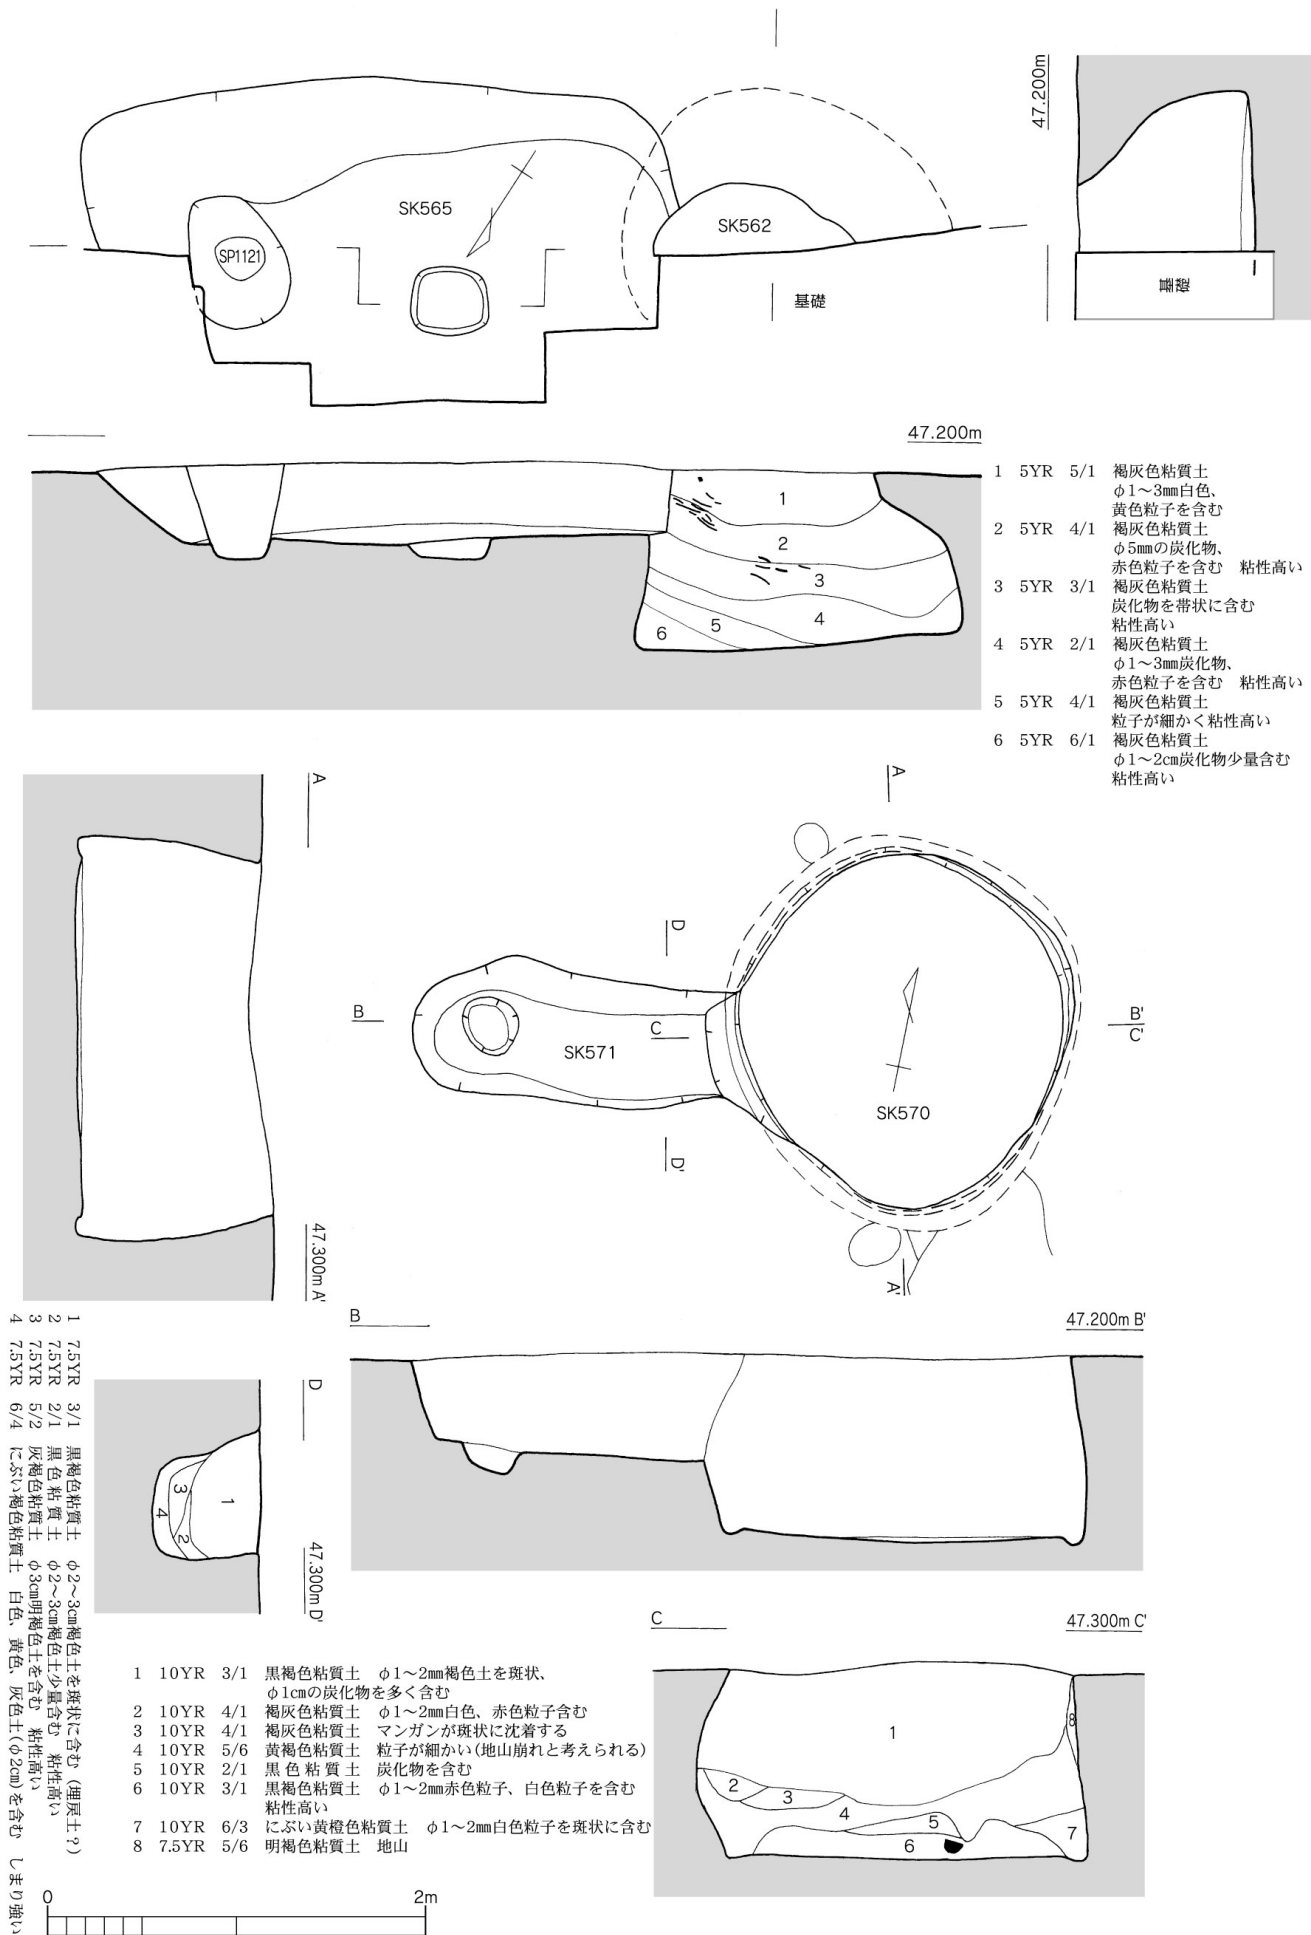 SK565
SP1121
SK562
基礎
47.200m
基礎
47.200m
1
2
3
4
5
6
1 5YR 5/1 褐灰色粘質土
φ1～3㎜白色、
黄色粒子を含む
2 5YR 4/1 褐灰色粘質土
φ5㎜の炭化物、
赤色粒子を含む 粘性高い
3 5YR 3/1 褐灰色粘質土
炭化物を帯状に含む
粘性高い
4 5YR 2/1 褐灰色粘質土
φ1～3㎜炭化物、
赤色粒子を含む 粘性高い
5 5YR 4/1 褐灰色粘質土
粒子が細かく粘性高い
6 5YR 6/1 褐灰色粘質土
φ1～2㎝炭化物少量含む
粘性高い
A
47.300m A'
A
D
B
C
SK571
B'
C'
SK570
D'
A'
B
47.200m B'
D
1
2
3
4
47.300m D'
1 7.5YR 3/1 黒褐色粘質土 φ2～3㎝褐色土を斑状に含む（埋戻土？）
2 7.5YR 2/1 黒色粘質土 φ2～3㎝褐色土少量含む 粘性高い
3 7.5YR 5/2 灰褐色粘質土 φ3㎝明褐色土を含む 粘性高い
4 7.5YR 6/4 にぶい褐色粘質土 白色、黄色、灰色土(φ2㎝)を含む しまり強い
C
47.300m C'
1
2
3
4
5
6
7
8
1 10YR 3/1 黒褐色粘質土 φ1～2㎜褐色土を斑状、
φ1㎝の炭化物を多く含む
2 10YR 4/1 褐灰色粘質土 φ1～2㎜白色、赤色粒子含む
3 10YR 4/1 褐灰色粘質土 マンガンが斑状に沈着する
4 10YR 5/6 黄褐色粘質土 粒子が細かい(地山崩れと考えられる)
5 10YR 2/1 黒色粘質土 炭化物を含む
6 10YR 3/1 黒褐色粘質土 φ1～2㎜赤色粒子、白色粒子を含む
粘性高い
7 10YR 6/3 にぶい黄橙色粘質土 φ1～2㎜白色粒子を斑状に含む
8 7.5YR 5/6 明褐色粘質土 地山
0
2m